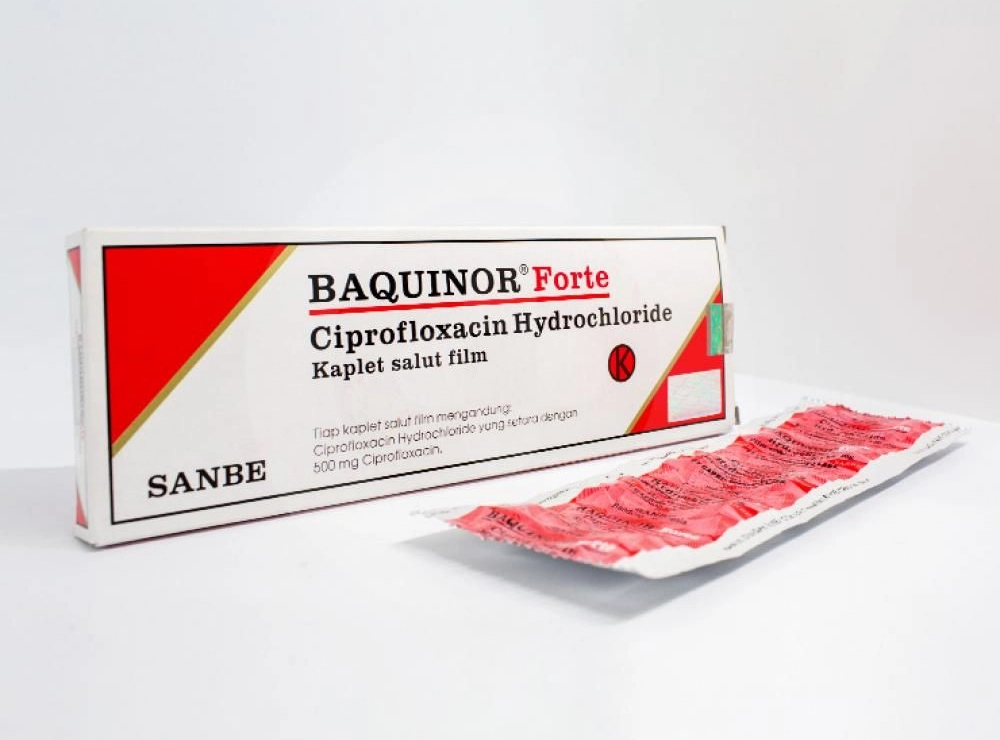 BAQUINOR® Forte
Ciprofloxacin Hydrochloride
Kaplet salut film
K
Tiap kaplet salut film mengandung:
Ciprofloxacin Hydrochloride yang setara dengan
500 mg Ciprofloxacin.
SANBE
BAQUINOR